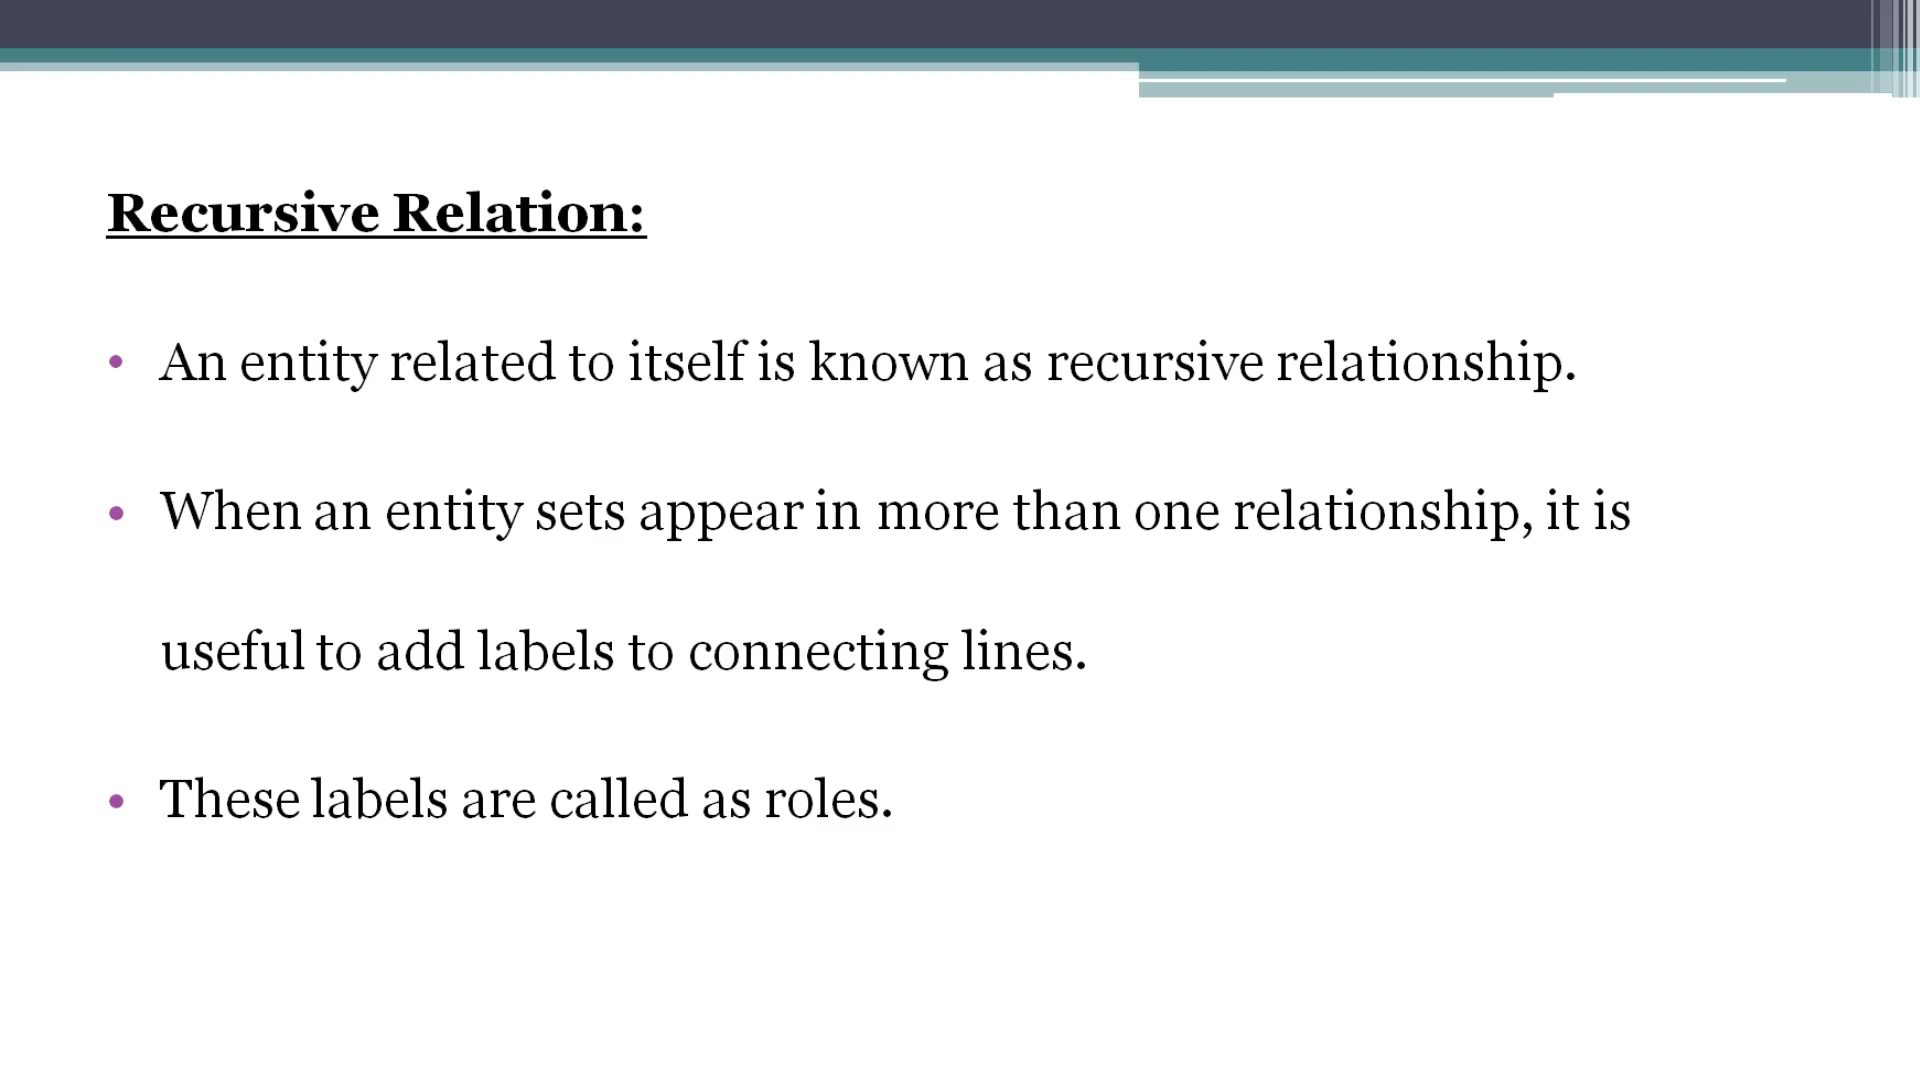 Recursive Relation:
• An entity related to itself is known as recursive relationship.
• When an entity sets appear in more than one relationship, it is
useful to add labels to connecting lines.
• These labels are called as roles.